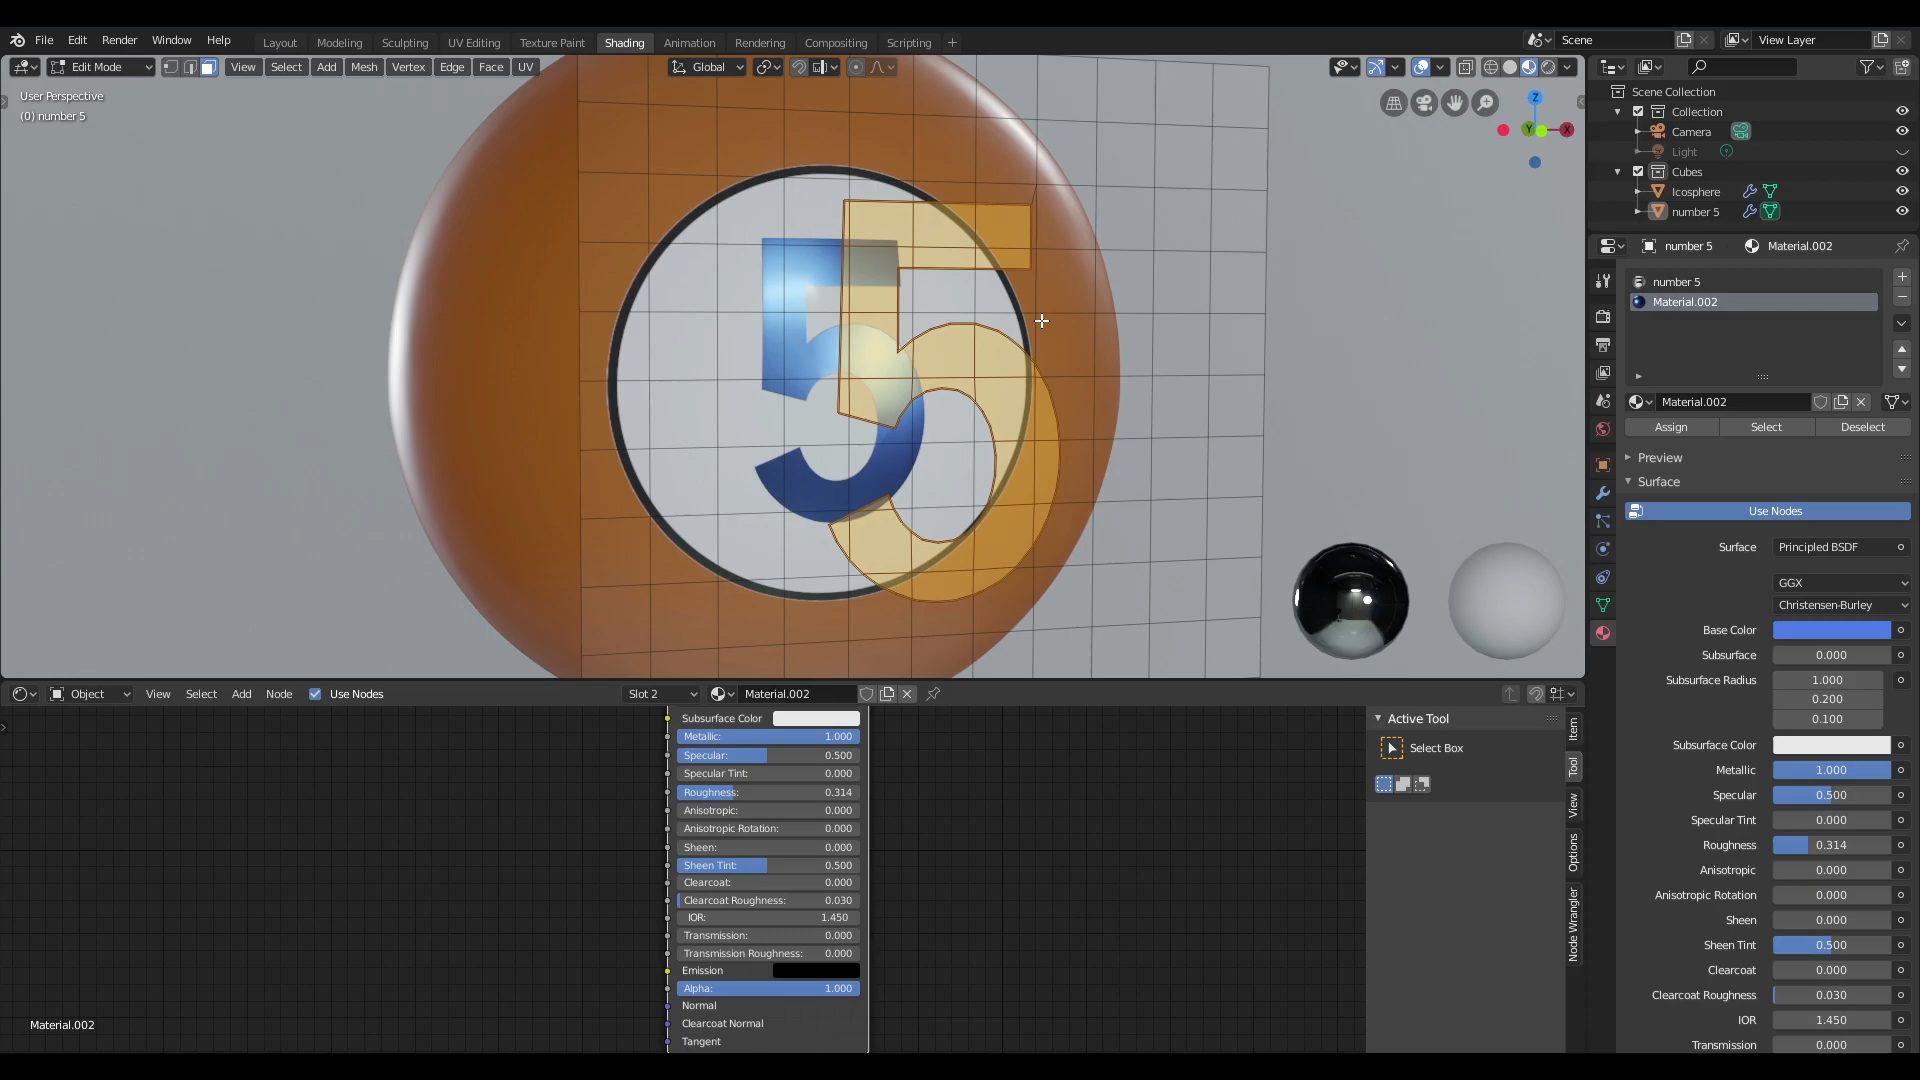 File Edit Render Window Help Layout Modeling Sculpting UV Editing Texture Paint Shading Animation Rendering Compositing Scripting + Scene View Layer
Edit Mode View Select Add Mesh Vertex Edge Face UV Global
User Perspective
(0) number 5
Z
Y X
5
Scene Collection
Collection
Camera
Light
Cubes
Icosphere
number 5
number 5 Material.002
number 5
Material.002
Material.002
Assign Select Deselect
Preview
Surface
Use Nodes
Surface Principled BSDF
GGX
Christensen-Burley
Base Color
Subsurface 0.000
Subsurface Radius 1.000
0.200
0.100
Subsurface Color
Metallic 1.000
Specular 0.500
Specular Tint 0.000
Roughness 0.314
Anisotropic 0.000
Anisotropic Rotation 0.000
Sheen 0.000
Sheen Tint 0.500
Clearcoat 0.000
Clearcoat Roughness 0.030
IOR 1.450
Transmission 0.000
Object View Select Add Node Use Nodes Slot 2 Material.002
Subsurface Color
Metallic: 1.000
Specular: 0.500
Specular Tint: 0.000
Roughness: 0.314
Anisotropic: 0.000
Anisotropic Rotation: 0.000
Sheen: 0.000
Sheen Tint: 0.500
Clearcoat: 0.000
Clearcoat Roughness: 0.030
IOR: 1.450
Transmission: 0.000
Transmission Roughness: 0.000
Emission
Alpha: 1.000
Normal
Clearcoat Normal
Tangent
Active Tool
Select Box
Item
Tool
View
Options
Node Wrangler
Material.002